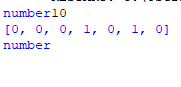 number10
[0, 0, 0, 1, 0, 1, 0]
number